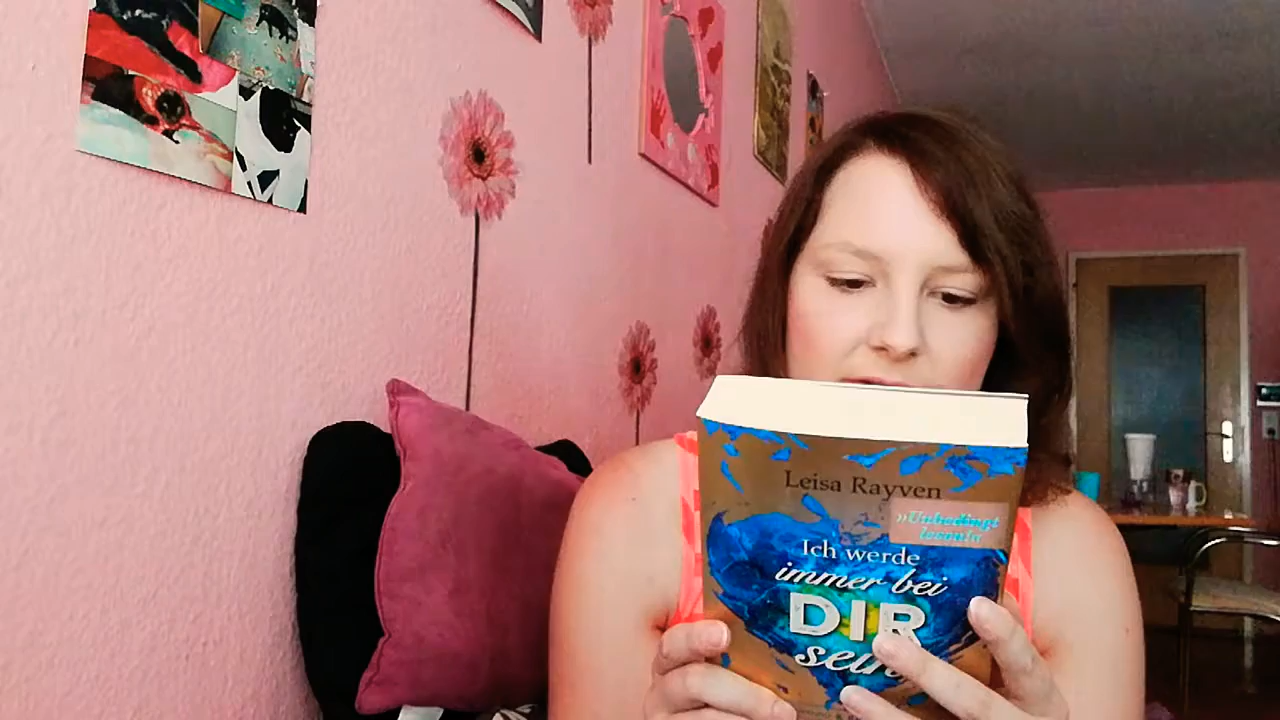 Leisa Rayven
»Unbedingt
lesen!«
Ich werde
immer bei
DIR
sein